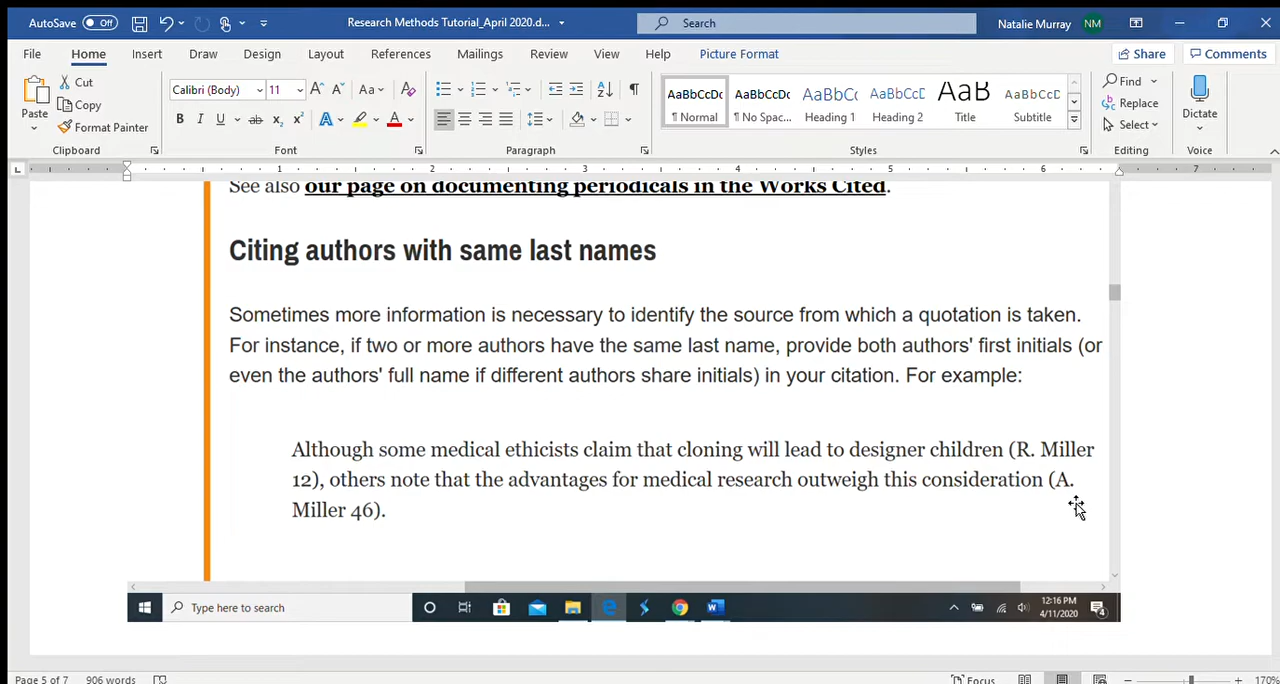 AutoSave Off Research Methods Tutorial_April 2020.d... Search Natalie Murray NM
File Home Insert Draw Design Layout References Mailings Review View Help Picture Format Share Comments
Cut
Copy
Format Painter
Paste
Calibri (Body) 11
AaBbCcDc AaBbCcDc AaBbCc AaBbCcD AaB AaBbCcD
¶ Normal ¶ No Spac... Heading 1 Heading 2 Title Subtitle
Find
Replace
Select
Dictate
Clipboard Font Paragraph Styles Editing Voice
1 2 3 4 5 6 7
See also our page on documenting periodicals in the Works Cited.
Citing authors with same last names
Sometimes more information is necessary to identify the source from which a quotation is taken.
For instance, if two or more authors have the same last name, provide both authors' first initials (or
even the authors' full name if different authors share initials) in your citation. For example:
Although some medical ethicists claim that cloning will lead to designer children (R. Miller
12), others note that the advantages for medical research outweigh this consideration (A.
Miller 46).
Type here to search
12:16 PM
4/11/2020
4
Page 5 of 7 906 words Focus 170%